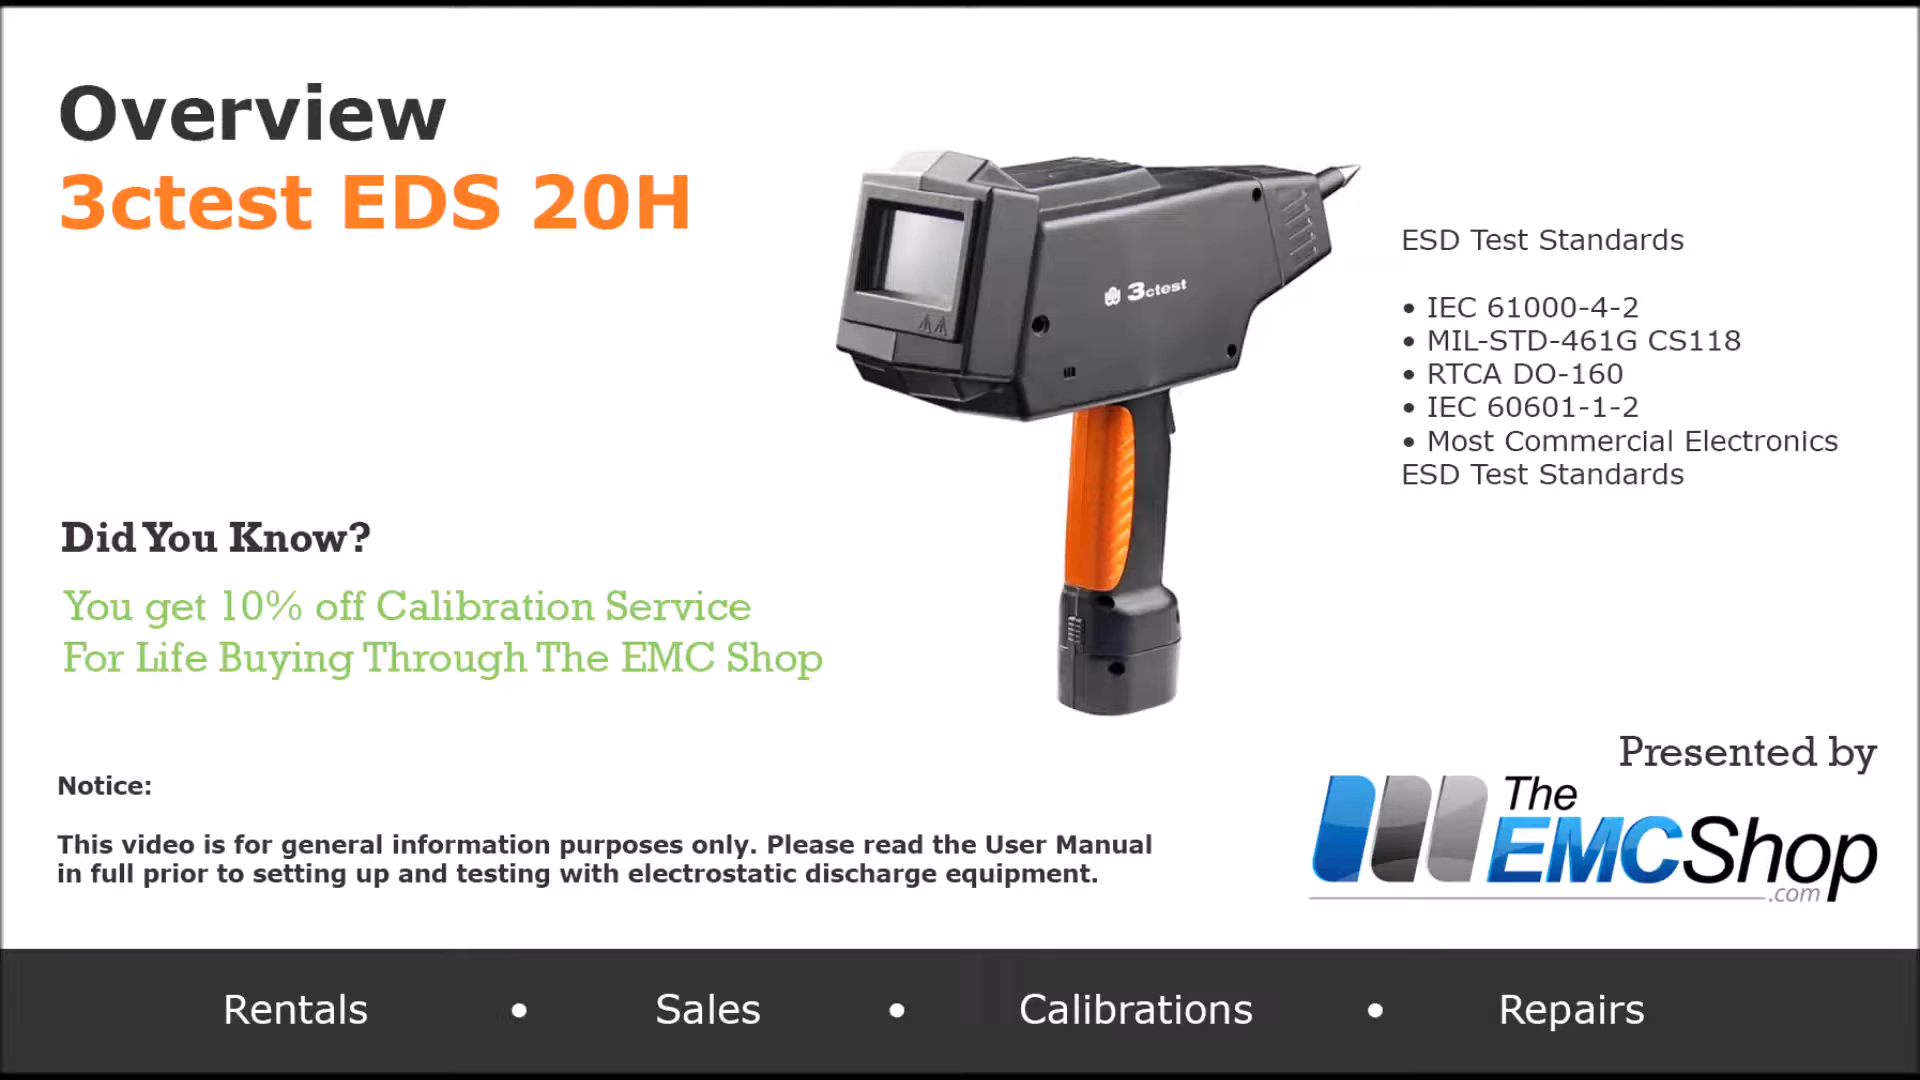 Overview
3ctest EDS 20H
3ctest
ESD Test Standards
• IEC 61000-4-2
• MIL-STD-461G CS118
• RTCA DO-160
• IEC 60601-1-2
• Most Commercial Electronics
ESD Test Standards
Did You Know?
You get 10% off Calibration Service
For Life Buying Through The EMC Shop
Notice:
This video is for general information purposes only. Please read the User Manual
in full prior to setting up and testing with electrostatic discharge equipment.
Presented by
The
EMCShop
.com
Rentals • Sales • Calibrations • Repairs